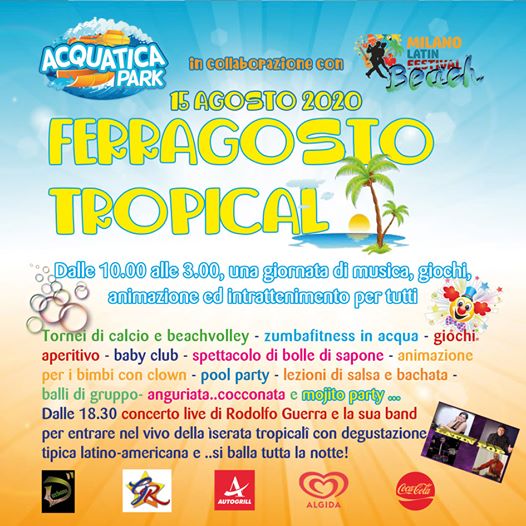 ACQUATICA
PARK
in collaborazione con
MILANO
LATIN
FESTIVAL
Beach
15 AGOSTO 2020
FERRAGOSTO
TROPICAL
Dalle 10.00 alle 3.00, una giornata di musica, giochi,
animazione ed intrattenimento per tutti
Tornei di calcio e beachvolley - zumbafitness in acqua - giochi
aperitivo - baby club - spettacolo di bolle di sapone - animazione
per i bimbi con clown - pool party - lezioni di salsa e bachata -
balli di gruppo- anguriata..cocconata e mojito party ...
Dalle 18.30 concerto live di Rodolfo Guerra e la sua band
per entrare nel vivo della ìserata tropicalì con degustazione
tipica latino-americana e ..si balla tutta la notte!
AUTOGRILL
ALGIDA
Coca-Cola